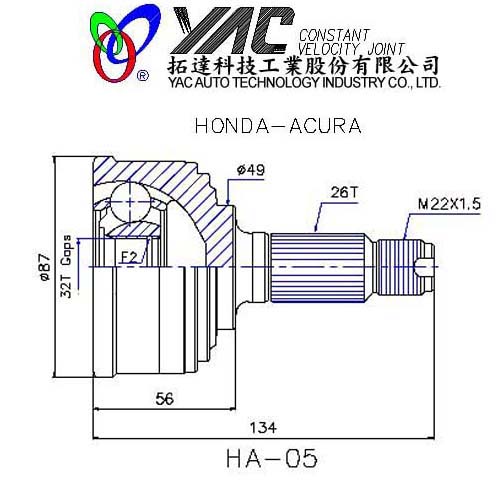 YAC CONSTANT
VELOCITY JOINT
®
拓達科技工業股份有限公司
YAC AUTO TECHNOLOGY INDUSTRY CO., LTD.
HONDA-ACURA
ø49
26T
M22X1.5
ø87
32T Gaps
F2
56
134
HA-05